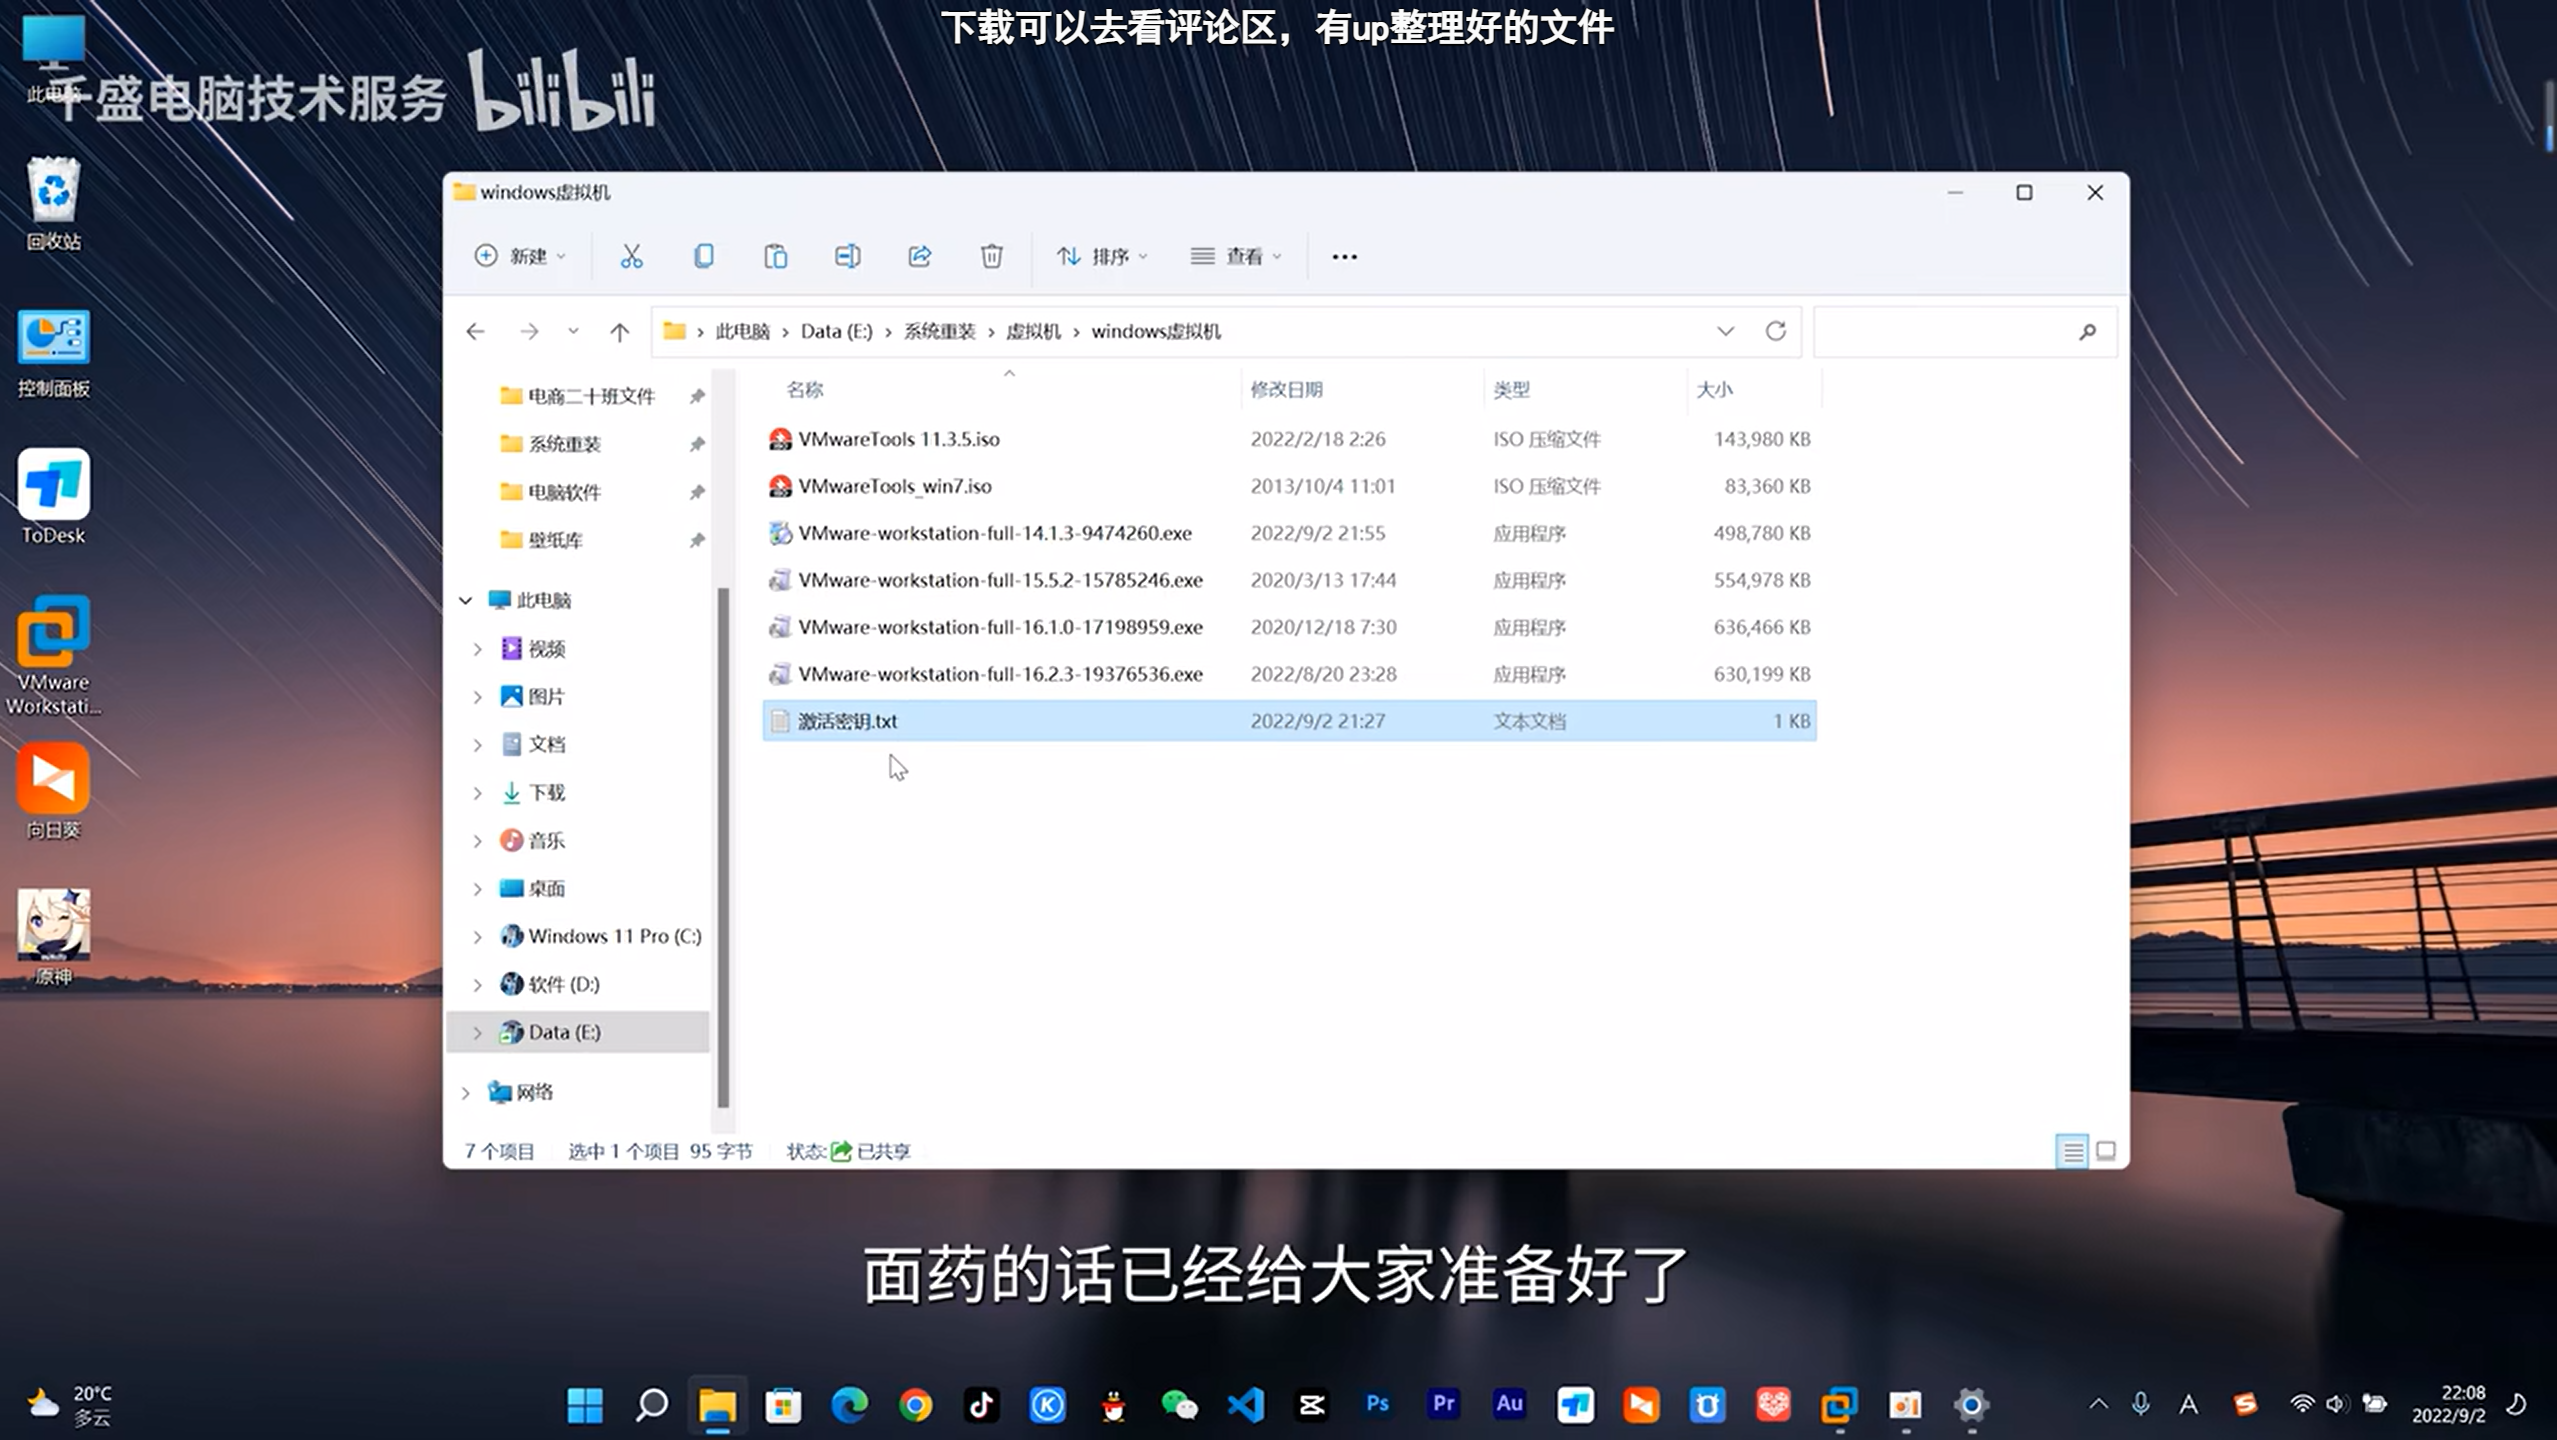 下载可以去看评论区，有up整理好的文件
千盛电脑技术服务 bilibili
此电脑
回收站
控制面板
ToDesk
VMware
Workstati...
向日葵
原神
windows虚拟机
新建
排序
查看
此电脑 › Data (E:) › 系统重装 › 虚拟机 › windows虚拟机
名称 修改日期 类型 大小
电商二十班文件
系统重装
电脑软件
壁纸库
此电脑
视频
图片
文档
下载
音乐
桌面
Windows 11 Pro (C:)
软件 (D:)
Data (E:)
网络
VMwareTools 11.3.5.iso 2022/2/18 2:26 ISO 压缩文件 143,980 KB
VMwareTools_win7.iso 2013/10/4 11:01 ISO 压缩文件 83,360 KB
VMware-workstation-full-14.1.3-9474260.exe 2022/9/2 21:55 应用程序 498,780 KB
VMware-workstation-full-15.5.2-15785246.exe 2020/3/13 17:44 应用程序 554,978 KB
VMware-workstation-full-16.1.0-17198959.exe 2020/12/18 7:30 应用程序 636,466 KB
VMware-workstation-full-16.2.3-19376536.exe 2022/8/20 23:28 应用程序 630,199 KB
激活密钥.txt 2022/9/2 21:27 文本文档 1 KB
7 个项目 选中 1 个项目 95 字节 状态: 已共享
面药的话已经给大家准备好了
20°C
多云
Ps
Pr
Au
A
22:08
2022/9/2